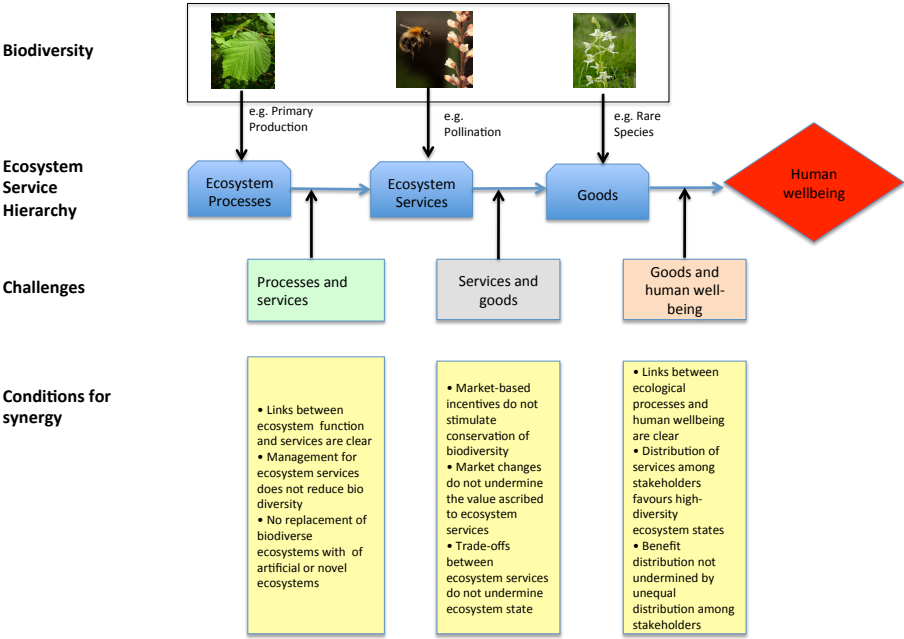 Biodiversity
e.g. Primary
Production
e.g.
Pollination
e.g. Rare
Species
Ecosystem
Service
Hierarchy
Ecosystem
Processes
Ecosystem
Services
Goods
Human
wellbeing
Challenges
Processes and
services
Services and
goods
Goods and
human well-
being
Conditions for
synergy
• Links between
ecosystem function
and services are clear
• Management for
ecosystem services
does not reduce bio
diversity
• No replacement of
biodiverse
ecosystems with of
artificial or novel
ecosystems
• Market-based
incentives do not
stimulate
conservation of
biodiversity
• Market changes
do not undermine
the value ascribed
to ecosystem
services
• Trade-offs
between
ecosystem services
do not undermine
ecosystem state
• Links between
ecological
processes and
human wellbeing
are clear
• Distribution of
services among
stakeholders
favours high-
diversity
ecosystem states
• Benefit
distribution not
undermined by
unequal
distribution among
stakeholders